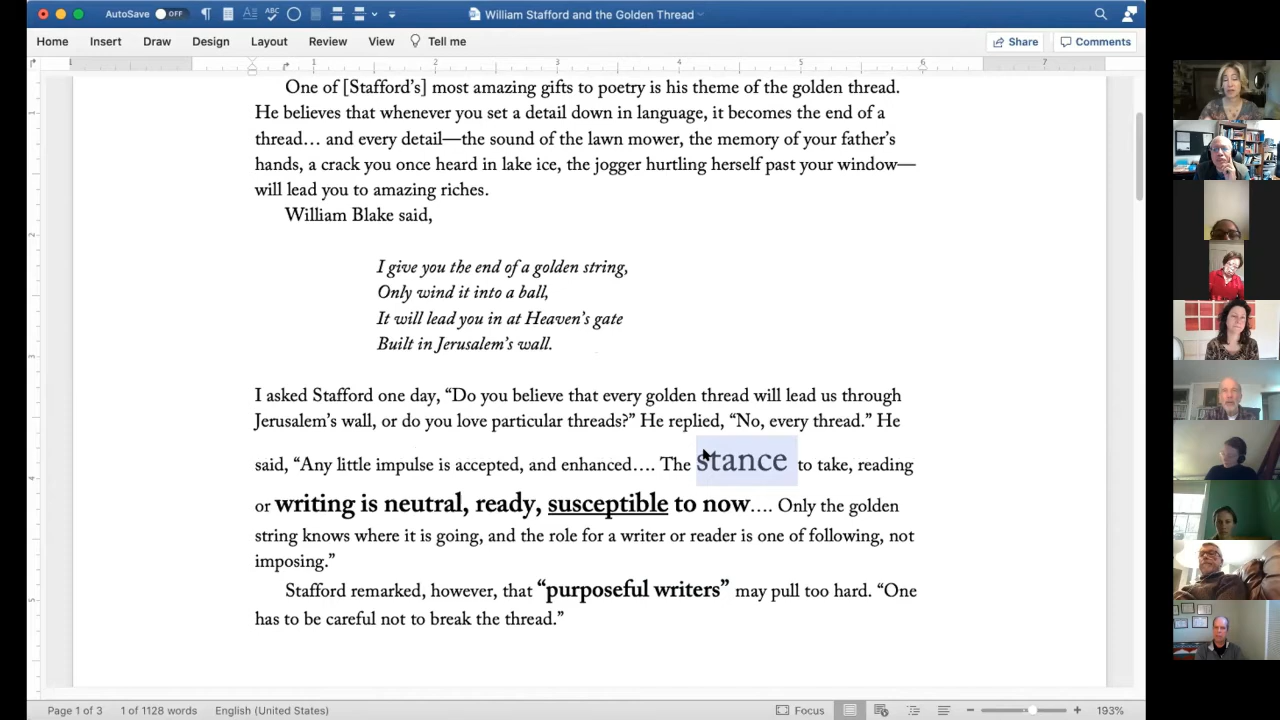 AutoSave OFF William Stafford and the Golden Thread
Home Insert Draw Design Layout References Review View Tell me Share Comments
1 1 2 3 4 5 6 7
One of [Stafford’s] most amazing gifts to poetry is his theme of the golden thread.
He believes that whenever you set a detail down in language, it becomes the end of a
thread… and every detail—the sound of the lawn mower, the memory of your father’s
hands, a crack you once heard in lake ice, the jogger hurtling herself past your window—
will lead you to amazing riches.
William Blake said,
I give you the end of a golden string,
Only wind it into a ball,
It will lead you in at Heaven’s gate
Built in Jerusalem’s wall.
I asked Stafford one day, “Do you believe that every golden thread will lead us through
Jerusalem’s wall, or do you love particular threads?” He replied, “No, every thread.” He
said, “Any little impulse is accepted, and enhanced…. The stance to take, reading
or writing is neutral, ready, susceptible to now…. Only the golden
string knows where it is going, and the role for a writer or reader is one of following, not
imposing.”
Stafford remarked, however, that “purposeful writers” may pull too hard. “One
has to be careful not to break the thread.”
Page 1 of 3 1 of 1128 words English (United States) Focus 193%